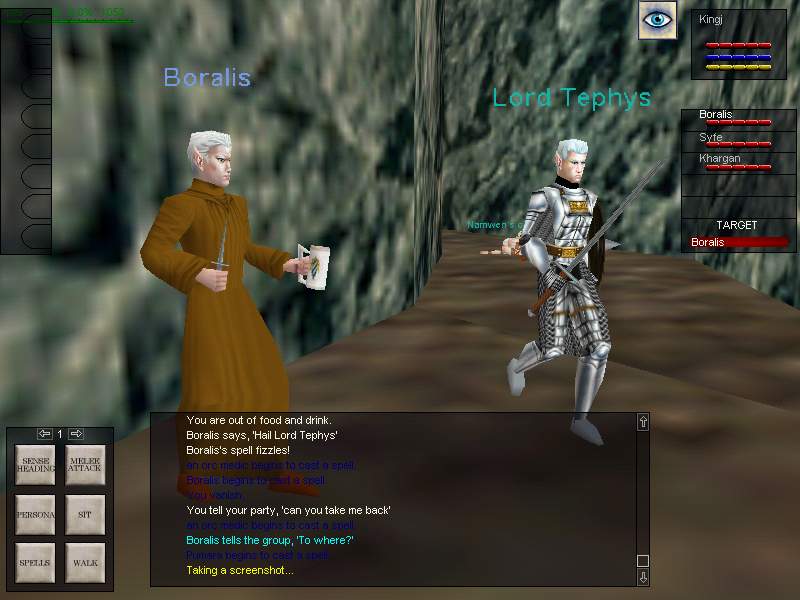 Kingj
Boralis
Lord Tephys
Boralis
Syfe
Khargan
Namwen's
TARGET
Boralis
You are out of food and drink.
Boralis says, 'Hail Lord Tephys'
Boralis's spell fizzles!
an orc medic begins to cast a spell.
Boralis begins to cast a spell.
You vanish.
You tell your party, 'can you take me back'
an orc medic begins to cast a spell.
Boralis tells the group, 'To where?'
begins to cast a spell.
Taking a screenshot...
1
SENSE HEADING
MELEE ATTACK
PERSONA
SIT
SPELLS
WALK